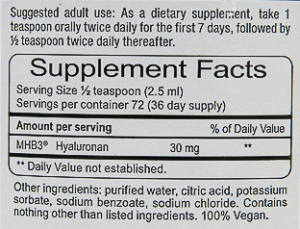 Suggested adult use: As a dietary supplement, take 1
teaspoon orally twice daily for the first 7 days, followed by
½ teaspoon twice daily thereafter.
Supplement Facts
Serving Size ½ teaspoon (2.5 ml)
Servings per container 72 (36 day supply)
Amount per serving % of Daily Value
MHB3® Hyaluronan 30 mg **
** Daily Value not established.
Other ingredients: purified water, citric acid, potassium
sorbate, sodium benzoate, sodium chloride. Contains
nothing other than listed ingredients. 100% Vegan.